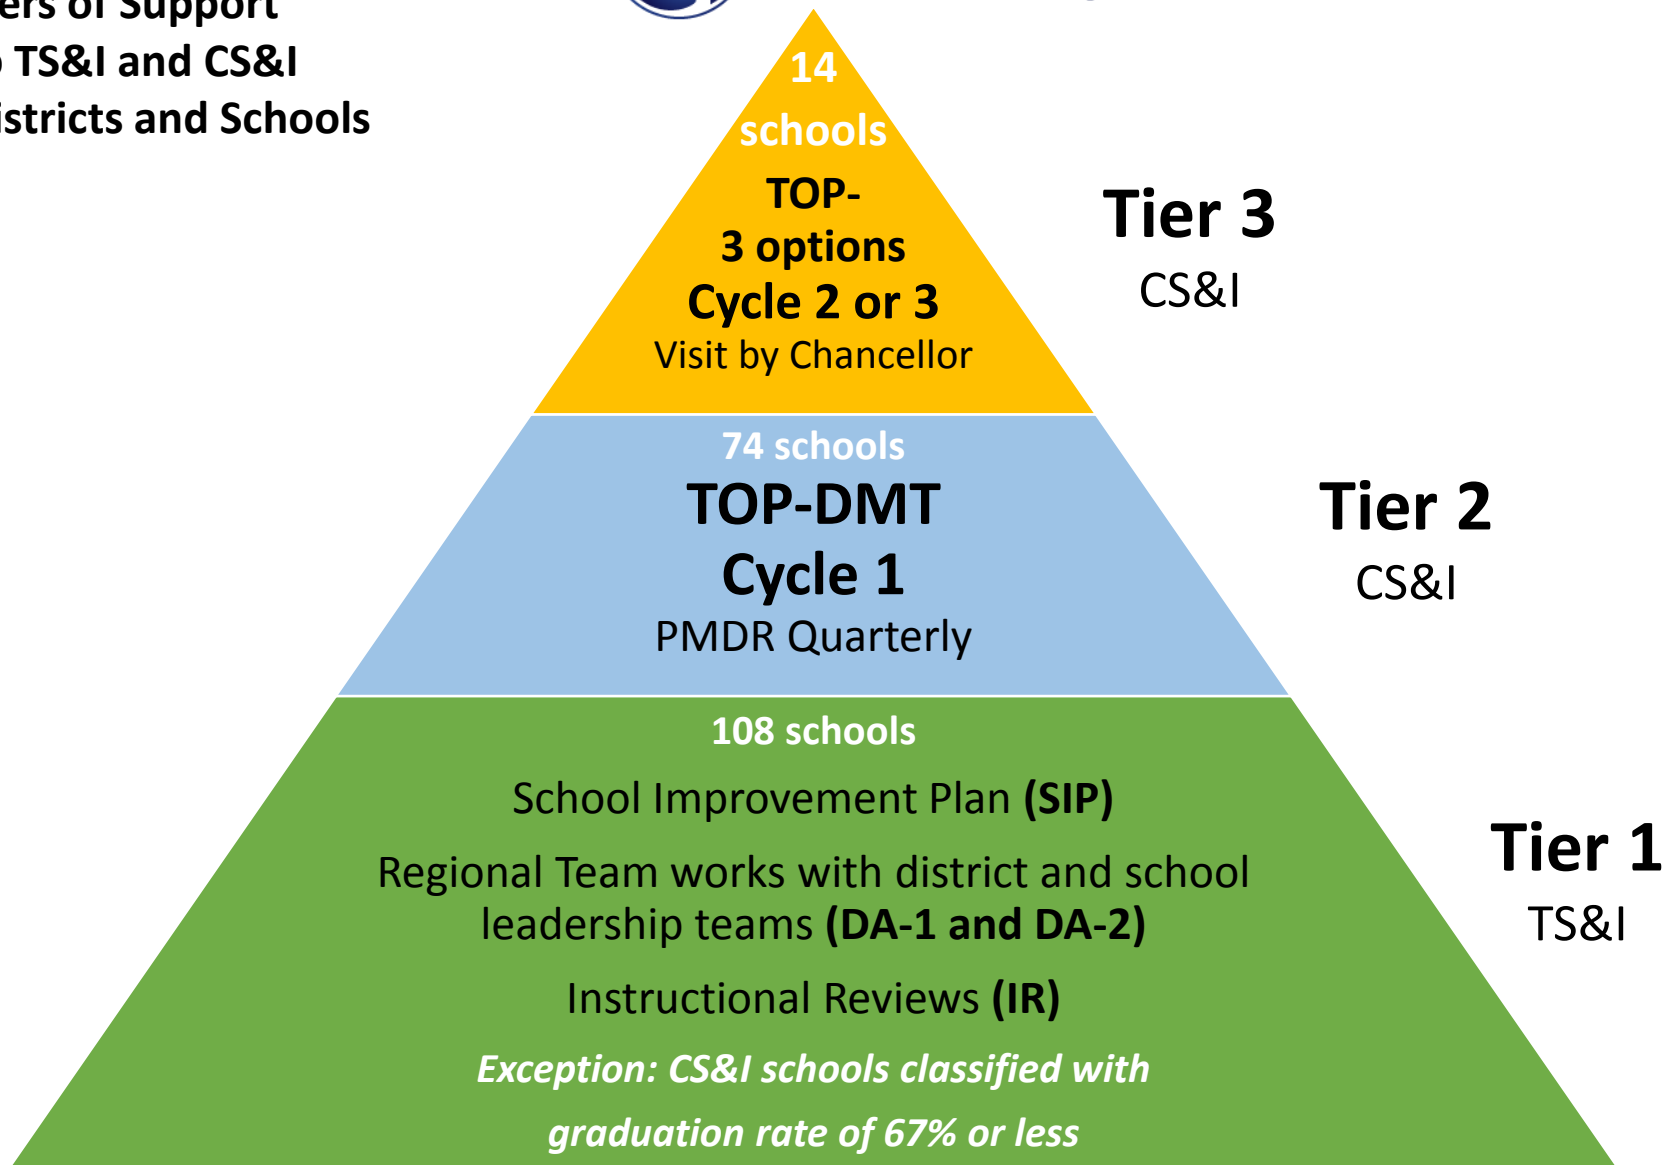 of Support
TS&I and CS&I
and Schools
14
schools
TOP-
3 options
Cycle 2 or 3
Visit by Chancellor
Tier 3
CS&I
74 schools
TOP-DMT
Cycle 1
PMDR Quarterly
Tier 2
CS&I
108 schools
School Improvement Plan (SIP)
Regional Team works with district and school
leadership teams (DA-1 and DA-2)
Instructional Reviews (IR)
Exception: CS&I schools classified with
graduation rate of 67% or less
Tier 1
TS&I